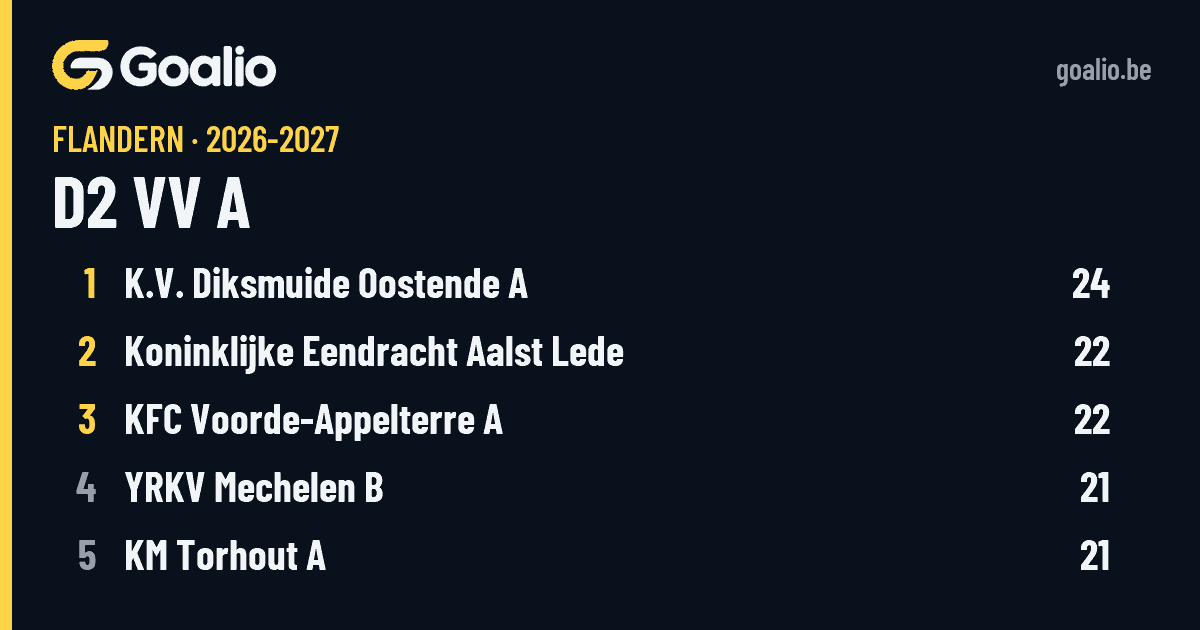 Goalio
goalio.be
FLANDERN · 2026-2027
D2 VV A
1 K.V. Diksmuide Oostende A 24
2 Koninklijke Eendracht Aalst Lede 22
3 KFC Voorde-Appelterre A 22
4 YRKV Mechelen B 21
5 KM Torhout A 21